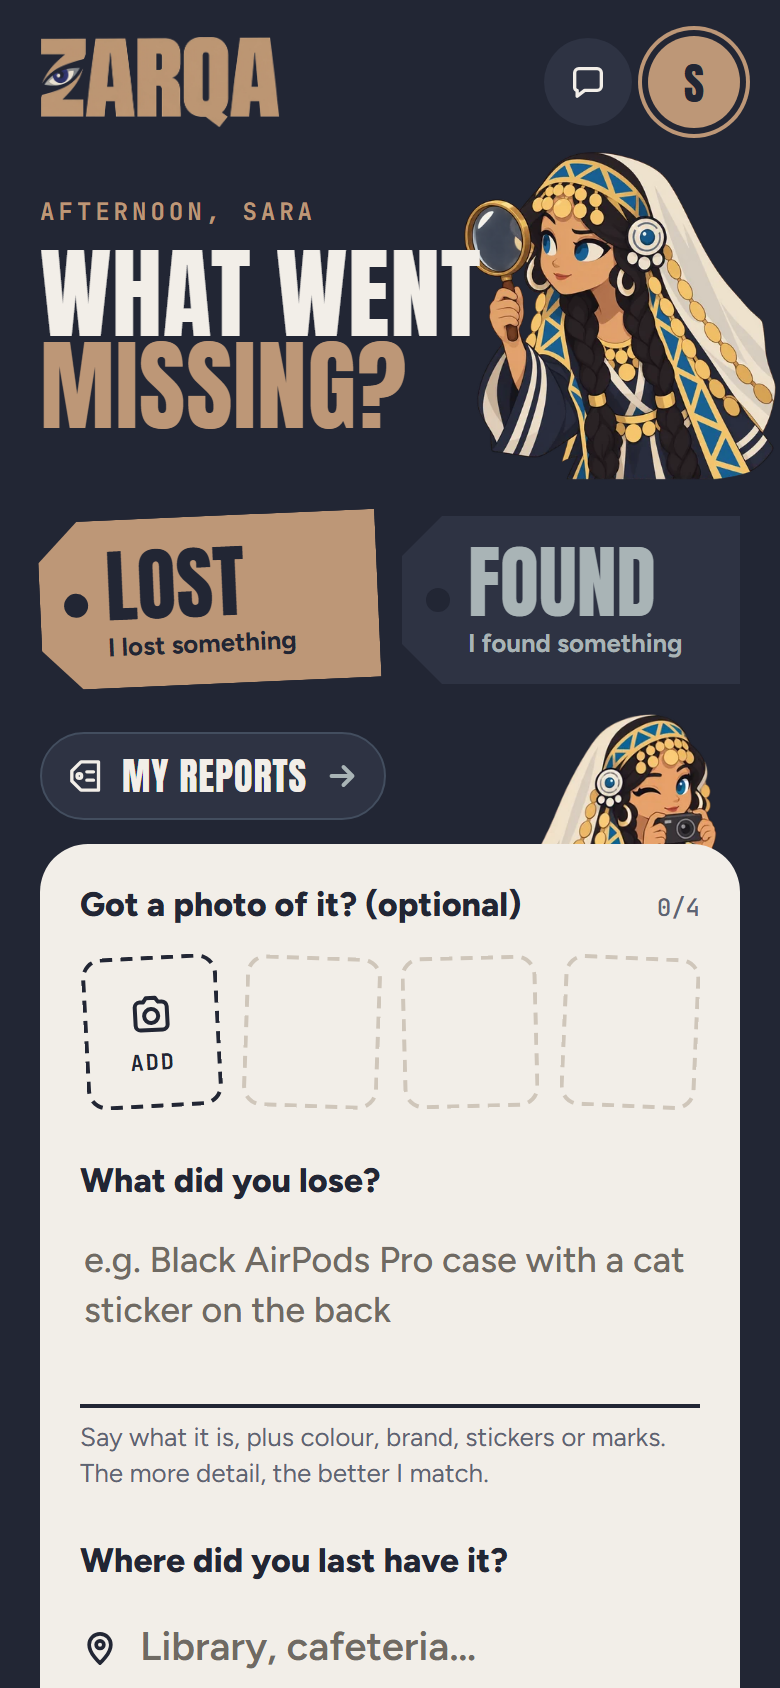 ZARQA
S
AFTERNOON, SARA
WHAT WENT
MISSING?
LOST
I lost something
FOUND
I found something
MY REPORTS
Got a photo of it? (optional)
0/4
ADD
What did you lose?
e.g. Black AirPods Pro case with a cat
sticker on the back
Say what it is, plus colour, brand, stickers or marks.
The more detail, the better I match.
Where did you last have it?
Library, cafeteria...